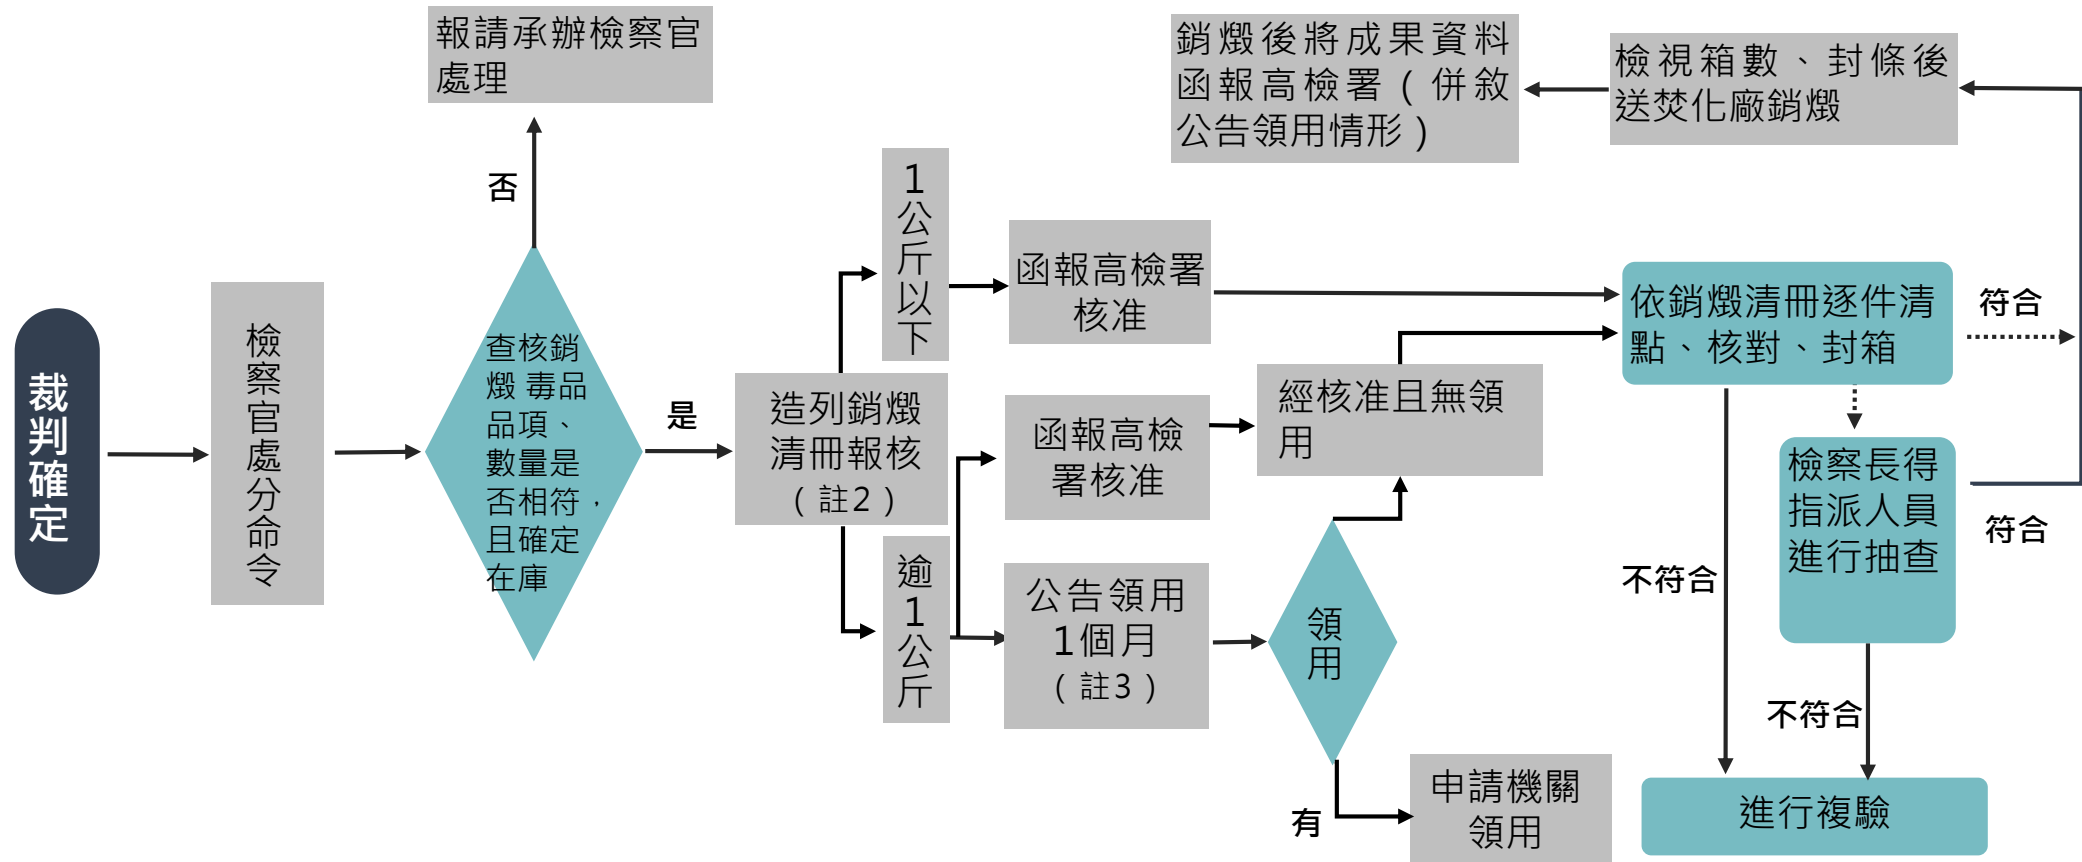 裁判確定
檢察官處分命令
報請承辦檢察官
處理
否
查核銷
燬 毒品
品項、
數量是
否相符，
且確定
在庫
是
造列銷燬
清冊報核
（註2）
1公斤以下
函報高檢署
核准
逾1公斤
函報高檢
署核准
公告領用
1個月
（註3）
領用
有
申請機關
領用
經核准且無領
用
依銷燬清冊逐件清
點、核對、封箱
符合
檢察長得
指派人員
進行抽查
符合
不符合
不符合
進行複驗
檢視箱數、封條後
送焚化廠銷燬
銷燬後將成果資料
函報高檢署（併敘
公告領用情形）